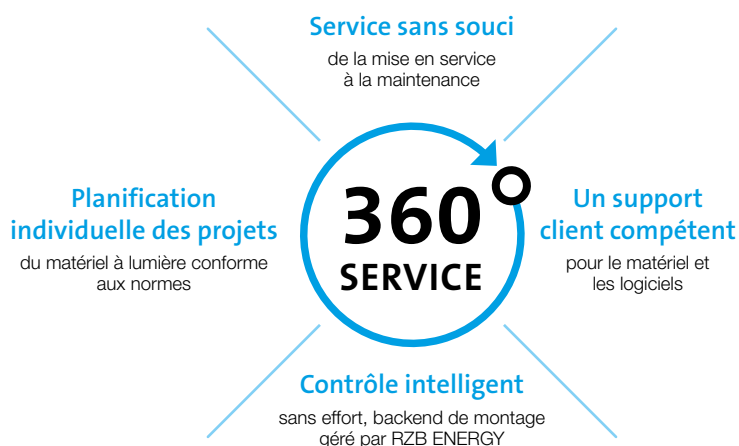 Service sans souci
de la mise en service
à la maintenance
Planification
individuelle des projets
du matériel à lumière conforme
aux normes
360°
SERVICE
Un support
client compétent
pour le matériel et
les logiciels
Contrôle intelligent
sans effort, backend de montage
géré par RZB ENERGY